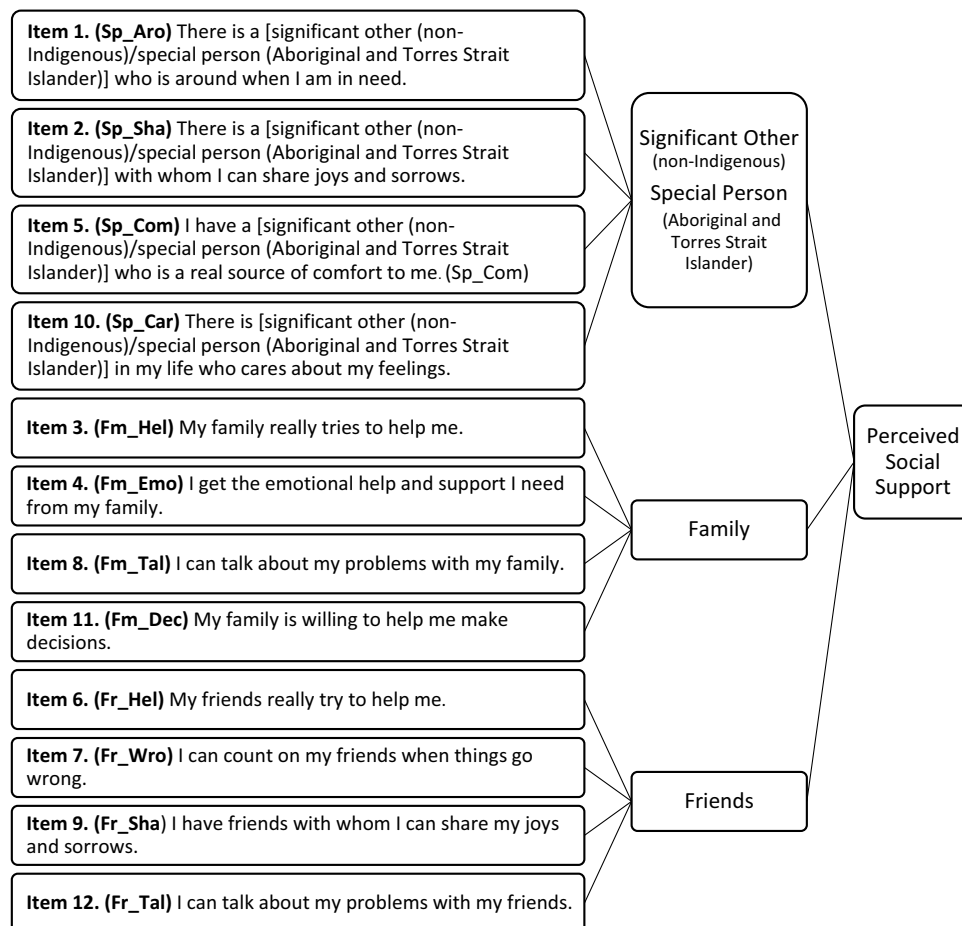 Item 1. (Sp_Aro) There is a [significant other (non-
Indigenous)/special person (Aboriginal and Torres Strait
Islander)] who is around when I am in need.
Item 2. (Sp_Sha) There is a [significant other (non-
Indigenous)/special person (Aboriginal and Torres Strait
Islander)] with whom I can share joys and sorrows.
Item 5. (Sp_Com) I have a [significant other (non-
Indigenous)/special person (Aboriginal and Torres Strait
Islander)] who is a real source of comfort to me. (Sp_Com)
Item 10. (Sp_Car) There is [significant other (non-
Indigenous)/special person (Aboriginal and Torres Strait
Islander)] in my life who cares about my feelings.
Item 3. (Fm_Hel) My family really tries to help me.
Item 4. (Fm_Emo) I get the emotional help and support I need
from my family.
Item 8. (Fm_Tal) I can talk about my problems with my family.
Item 11. (Fm_Dec) My family is willing to help me make
decisions.
Item 6. (Fr_Hel) My friends really try to help me.
Item 7. (Fr_Wro) I can count on my friends when things go
wrong.
Item 9. (Fr_Sha) I have friends with whom I can share my joys
and sorrows.
Item 12. (Fr_Tal) I can talk about my problems with my friends.
Significant Other
(non-Indigenous)
Special Person
(Aboriginal and
Torres Strait
Islander)
Family
Friends
Perceived
Social
Support